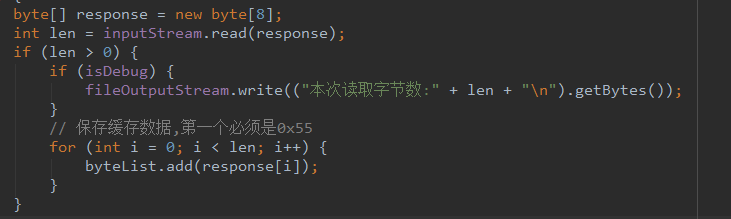 {
byte[] response = new byte[8];
int len = inputStream.read(response);
if (len > 0) {
    if (isDebug) {
        fileOutputStream.write(("本次读取字节数:" + len + "\n").getBytes());
    }
    // 保存缓存数据,第一个必须是0x55
    for (int i = 0; i < len; i++) {
        byteList.add(response[i]);
    }
}